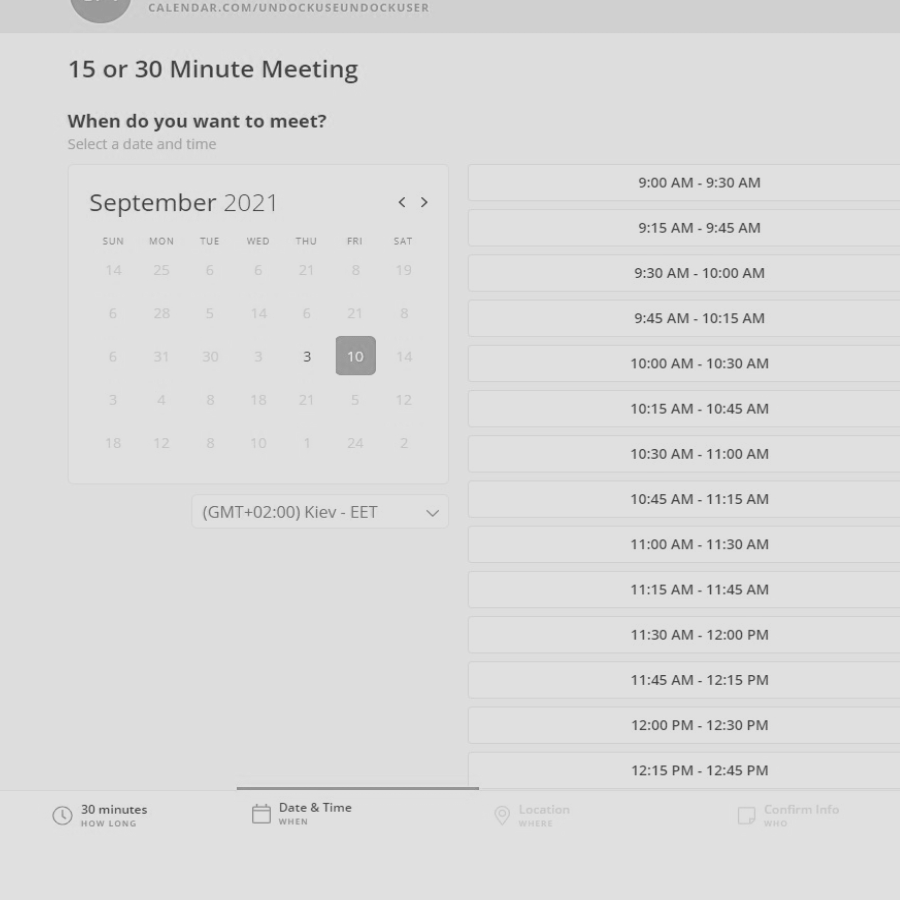 CALENDAR.COM/UNDOCKUSEUNDOCKUSER
15 or 30 Minute Meeting
When do you want to meet?
Select a date and time
September 2021
SUN MON TUE WED THU FRI SAT
14 25 6 6 21 8 19
6 28 5 14 6 21 8
6 31 30 3 3 10 14
3 4 8 18 21 5 12
18 12 8 10 1 24 2
(GMT+02:00) Kiev - EET
9:00 AM - 9:30 AM
9:15 AM - 9:45 AM
9:30 AM - 10:00 AM
9:45 AM - 10:15 AM
10:00 AM - 10:30 AM
10:15 AM - 10:45 AM
10:30 AM - 11:00 AM
10:45 AM - 11:15 AM
11:00 AM - 11:30 AM
11:15 AM - 11:45 AM
11:30 AM - 12:00 PM
11:45 AM - 12:15 PM
12:00 PM - 12:30 PM
12:15 PM - 12:45 PM
30 minutes
HOW LONG
Date & Time
WHEN
Location
WHERE
Confirm Info
WHO